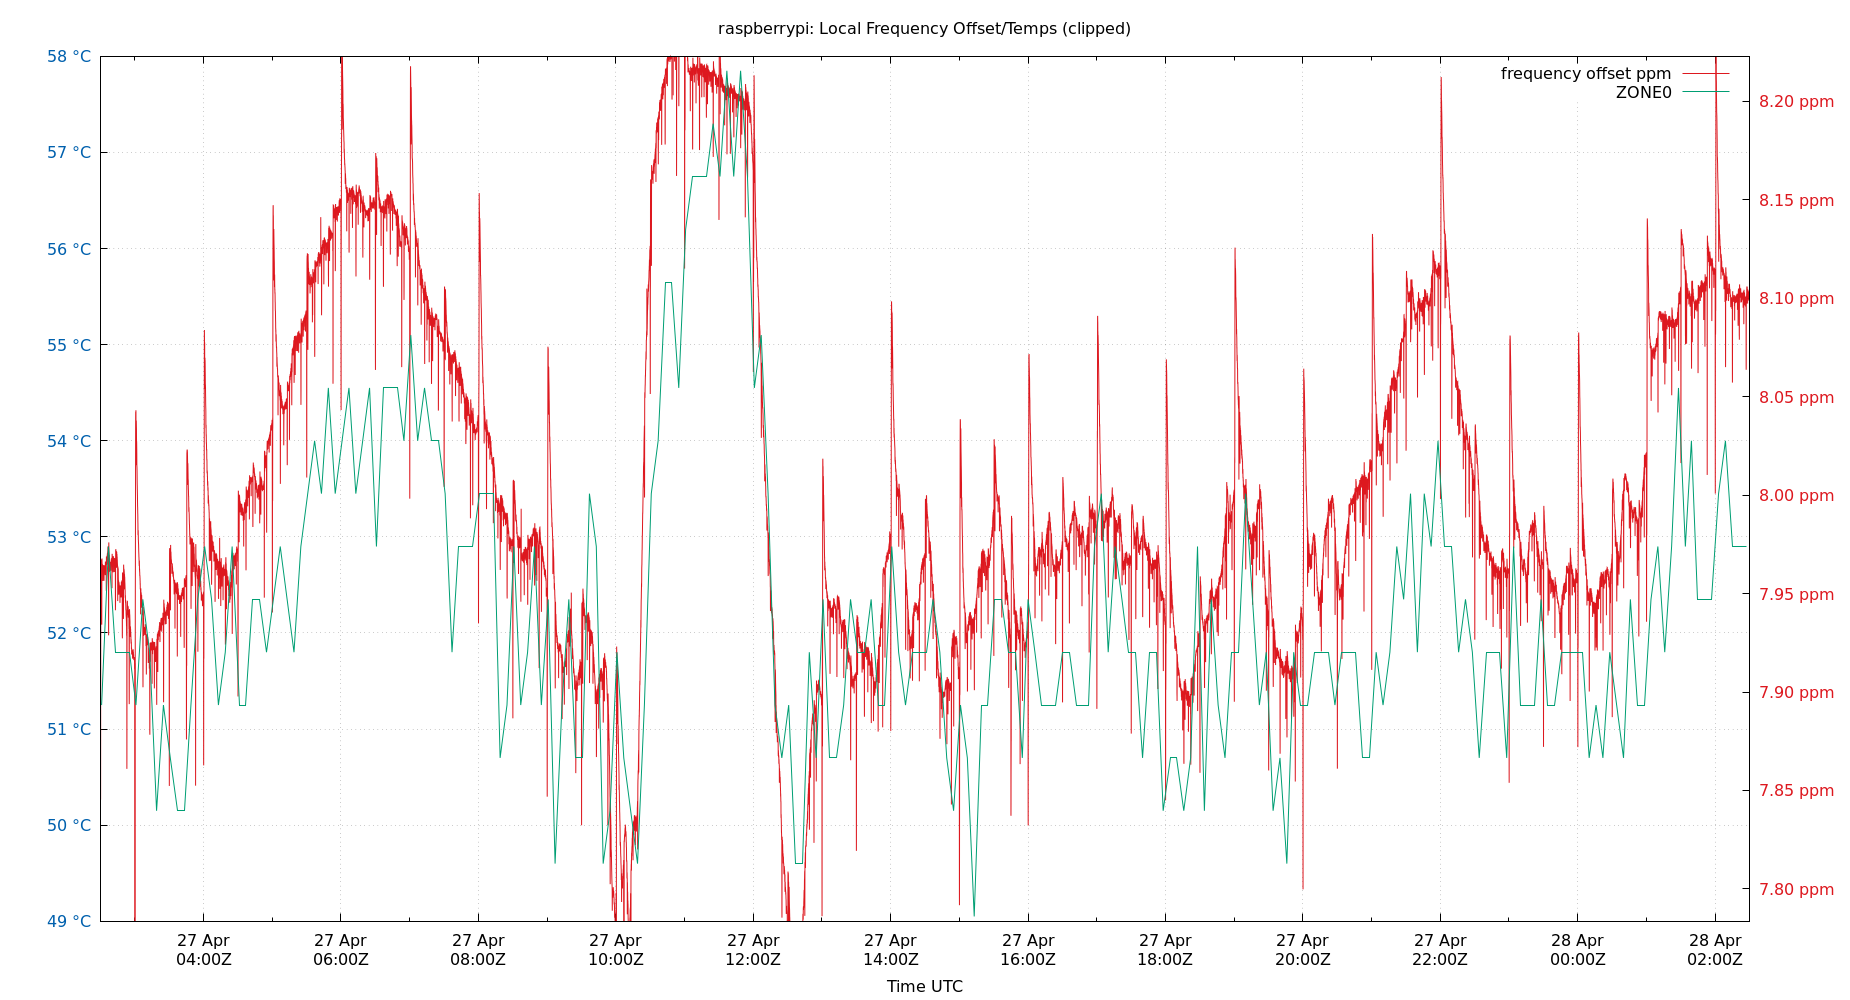 raspberrypi: Local Frequency Offset/Temps (clipped)
frequency offset ppm
ZONE0
58 °C
57 °C
56 °C
55 °C
54 °C
53 °C
52 °C
51 °C
50 °C
49 °C
8.20 ppm
8.15 ppm
8.10 ppm
8.05 ppm
8.00 ppm
7.95 ppm
7.90 ppm
7.85 ppm
7.80 ppm
27 Apr
04:00Z
27 Apr
06:00Z
27 Apr
08:00Z
27 Apr
10:00Z
27 Apr
12:00Z
27 Apr
14:00Z
27 Apr
16:00Z
27 Apr
18:00Z
27 Apr
20:00Z
27 Apr
22:00Z
28 Apr
00:00Z
28 Apr
02:00Z
Time UTC